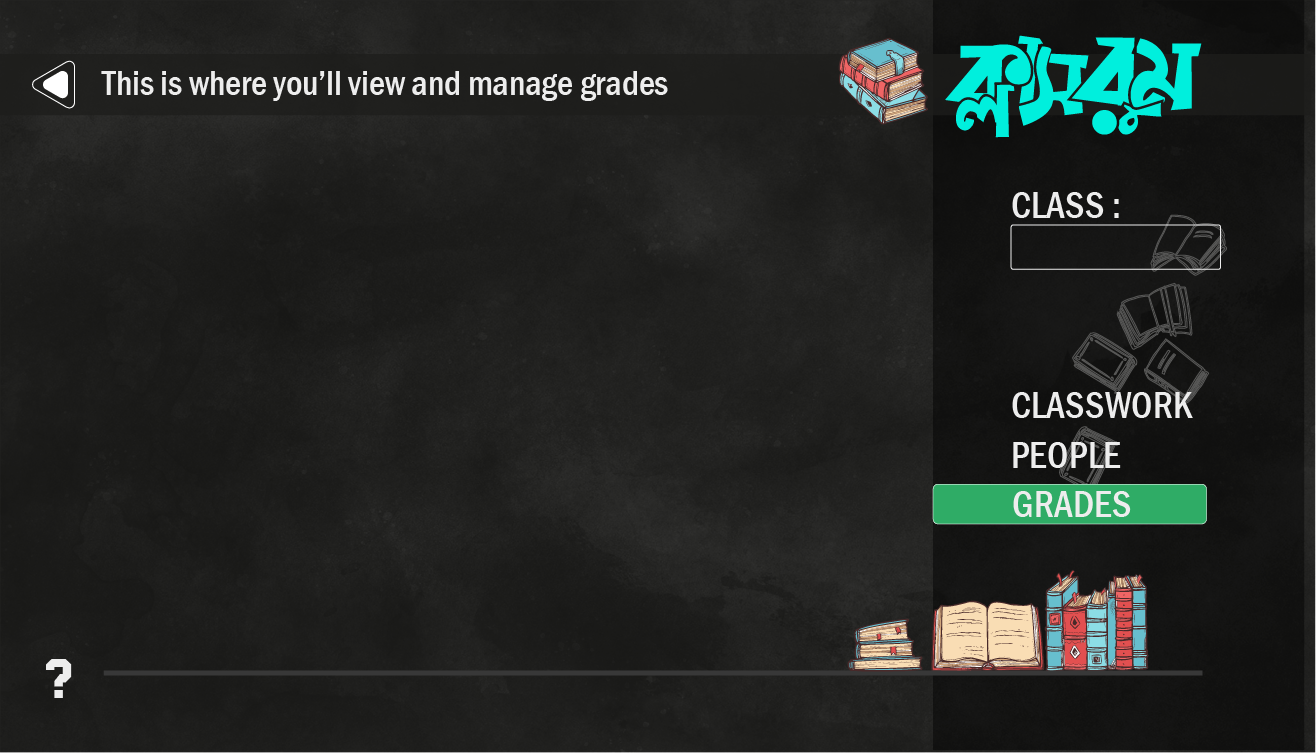 This is where you'll view and manage grades
ক্লাসরুম
CLASS :
CLASSWORK
PEOPLE
GRADES
?